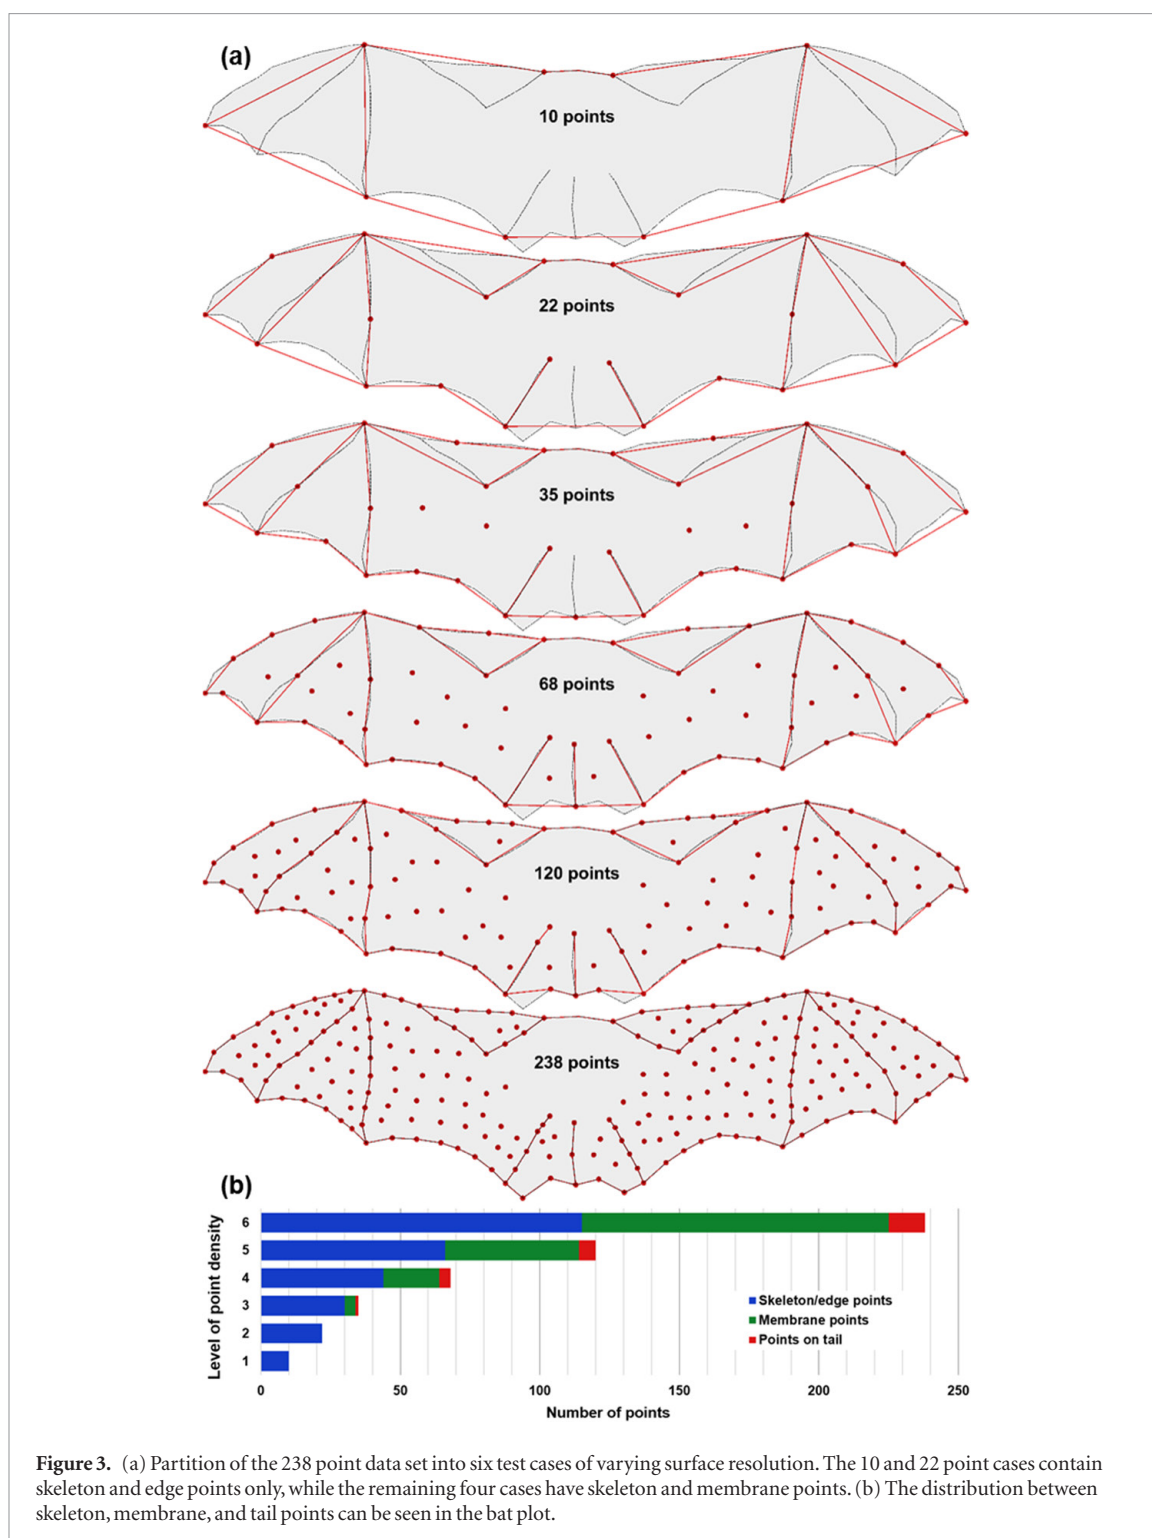 (a)
10 points
22 points
35 points
68 points
120 points
238 points
(b)
Level of point density
6
5
4
3
2
1
Skeleton/edge points
Membrane points
Points on tail
0 50 100 150 200 250
Number of points
Figure 3. (a) Partition of the 238 point data set into six test cases of varying surface resolution. The 10 and 22 point cases contain
skeleton and edge points only, while the remaining four cases have skeleton and membrane points. (b) The distribution between
skeleton, membrane, and tail points can be seen in the bat plot.